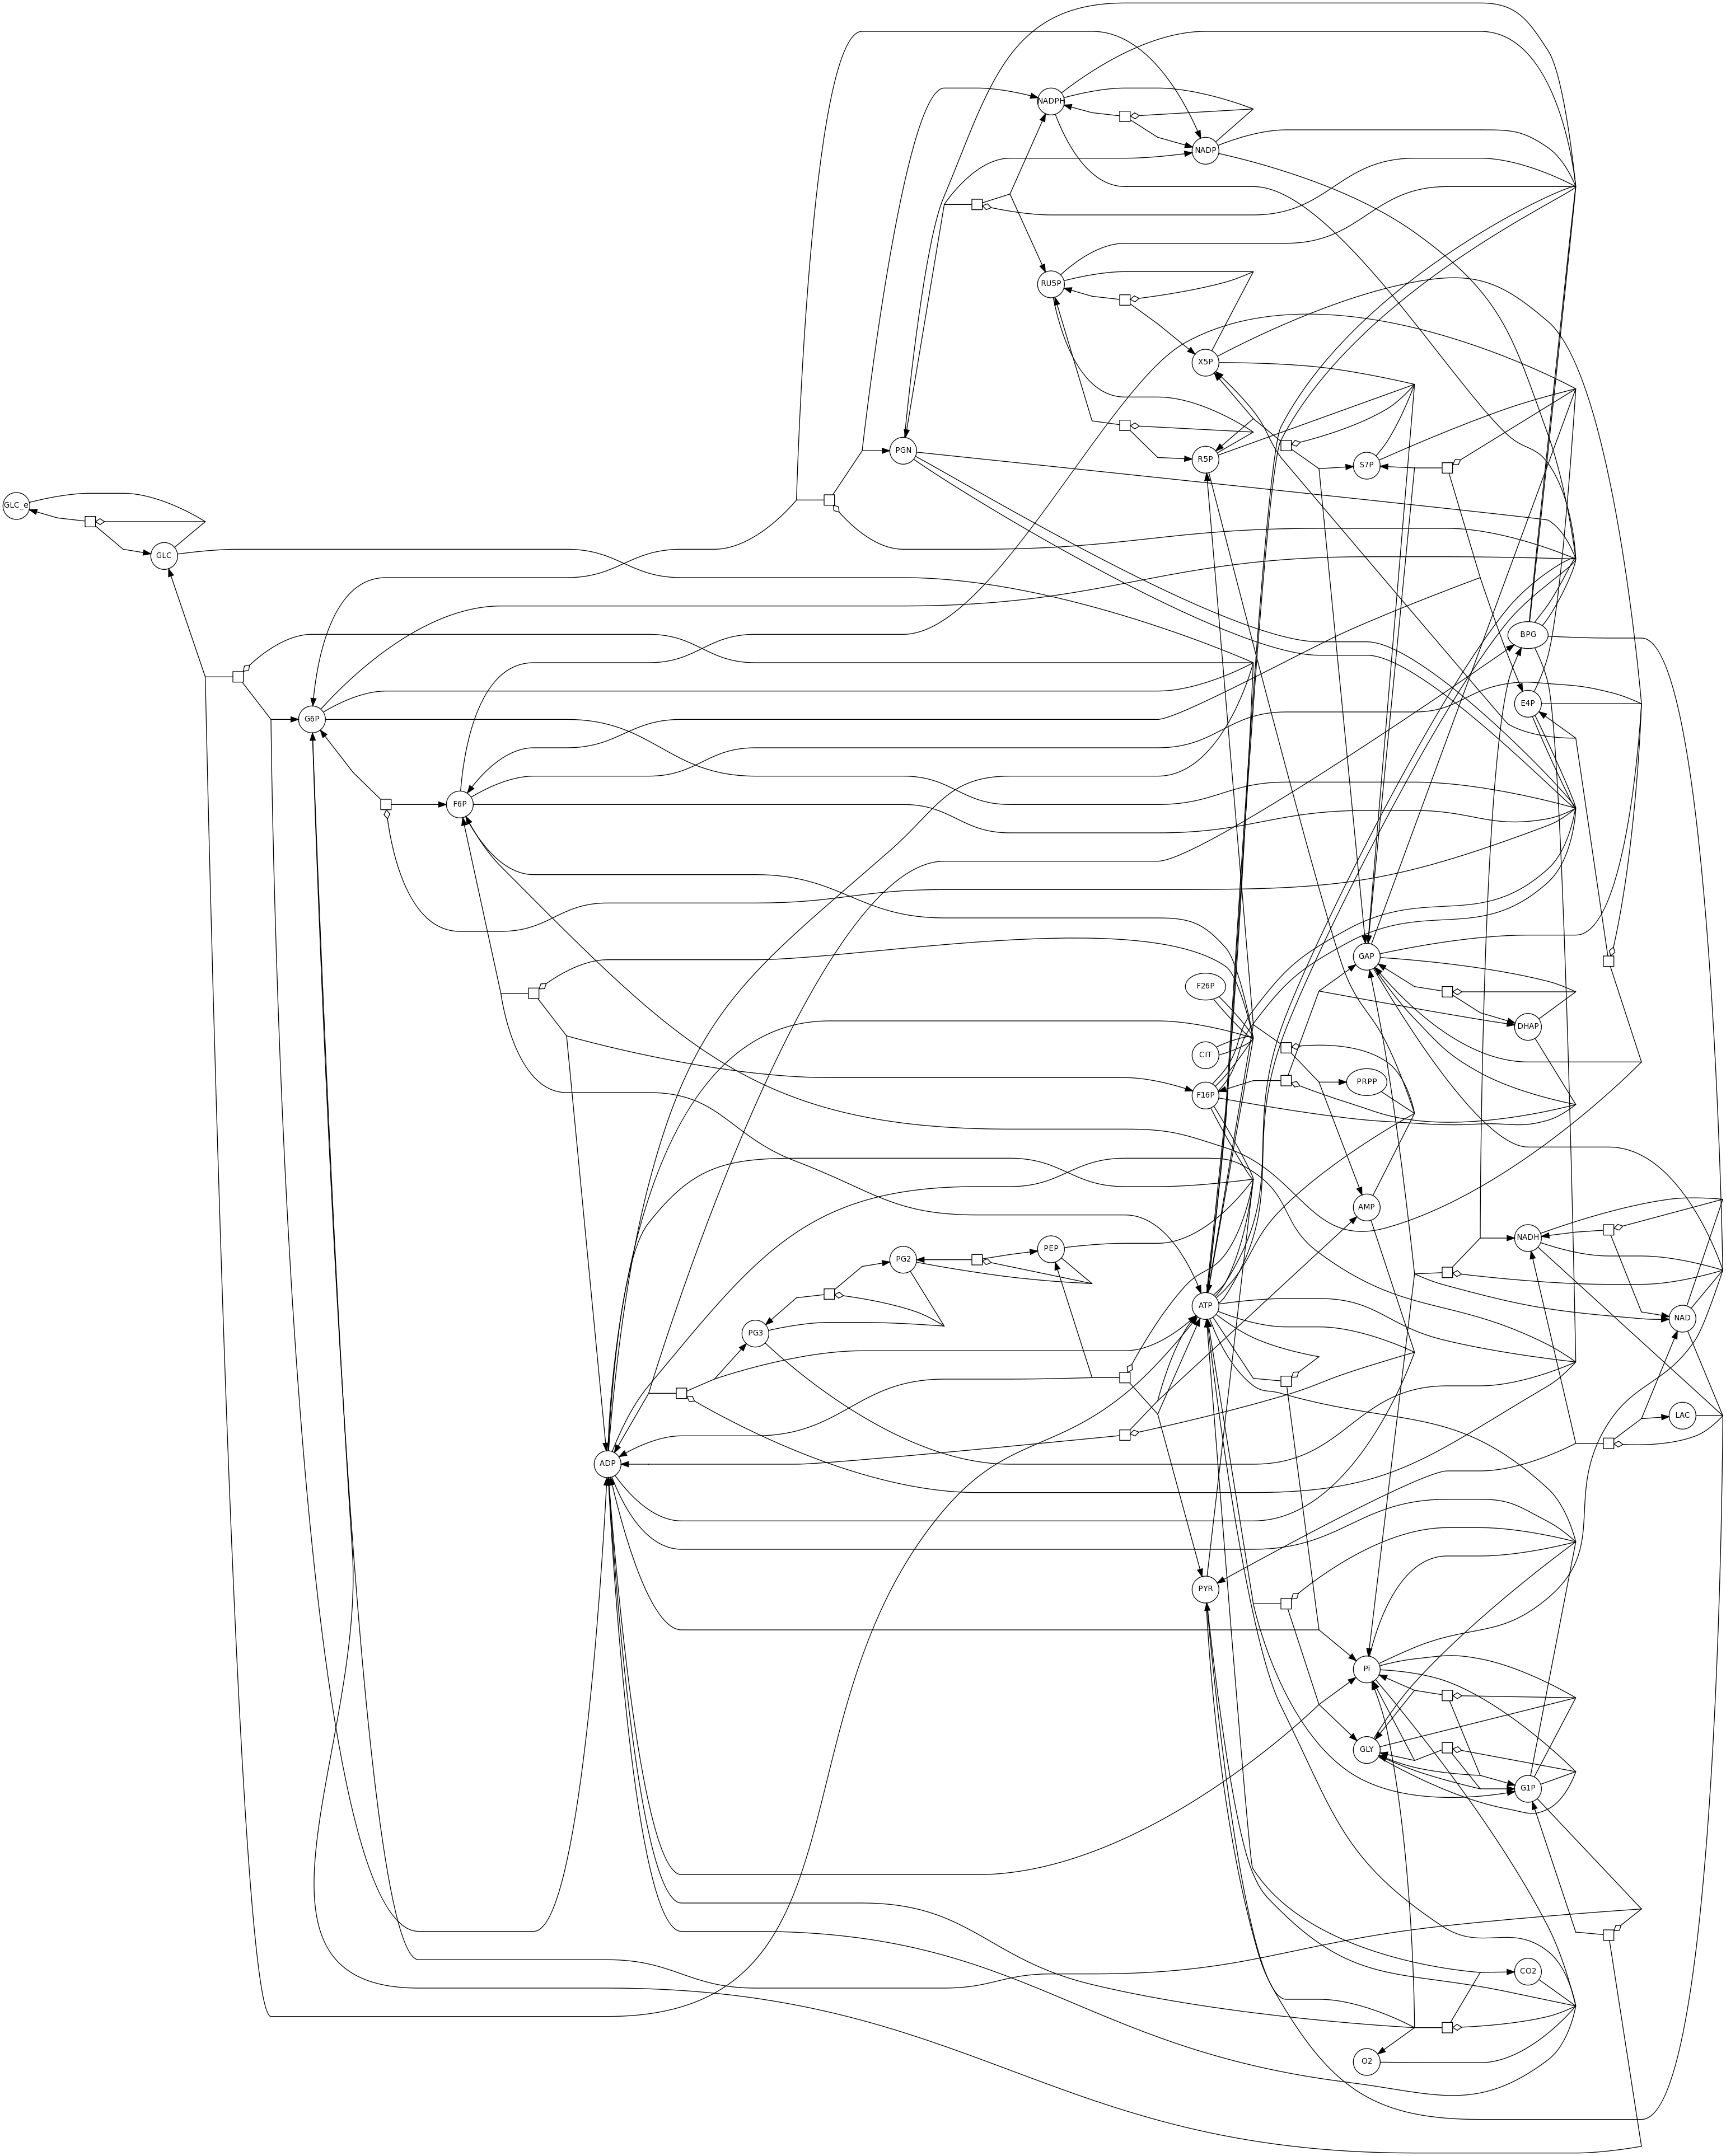 NADPH
NADP
RU5P
X5P
PGN
R5P
S7P
GLC_e
GLC
BPG
E4P
G6P
F6P
GAP
F26P
DHAP
CIT
PRPP
F16P
AMP
NADH
PEP
PG2
ATP
NAD
PG3
LAC
ADP
PYR
Pi
GLY
G1P
CO2
O2